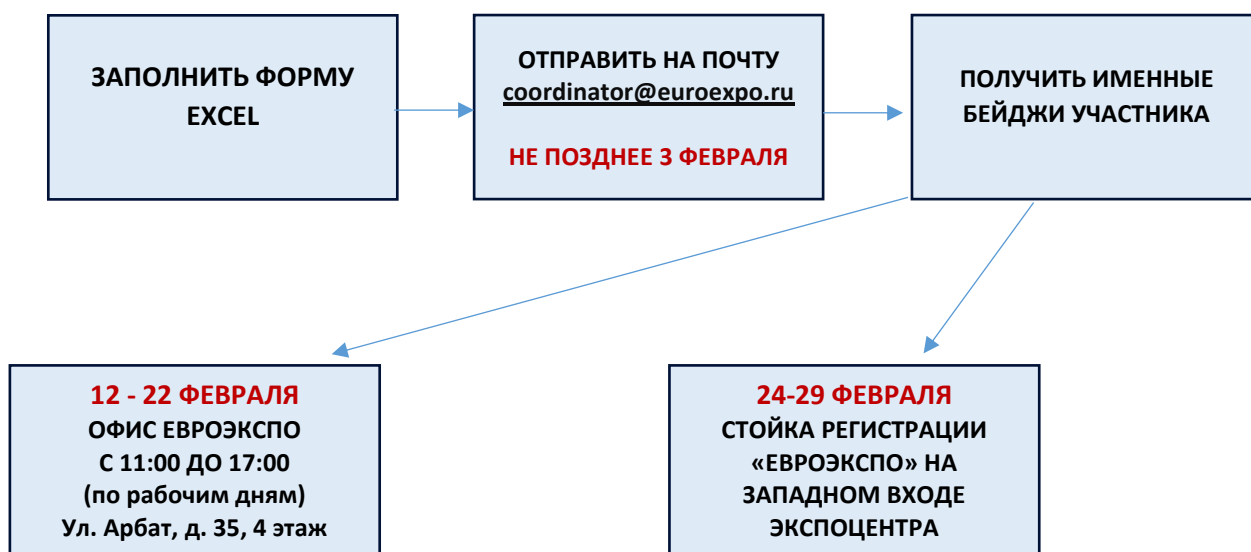 ЗАПОЛНИТЬ ФОРМУ
EXCEL
ОТПРАВИТЬ НА ПОЧТУ
coordinator@euroexpo.ru
НЕ ПОЗДНЕЕ 3 ФЕВРАЛЯ
ПОЛУЧИТЬ ИМЕННЫЕ
БЕЙДЖИ УЧАСТНИКА
12 - 22 ФЕВРАЛЯ
ОФИС ЕВРОЭКСПО
С 11:00 ДО 17:00
(по рабочим дням)
Ул. Арбат, д. 35, 4 этаж
24-29 ФЕВРАЛЯ
СТОЙКА РЕГИСТРАЦИИ
«ЕВРОЭКСПО» НА
ЗАПАДНОМ ВХОДЕ
ЭКСПОЦЕНТРА